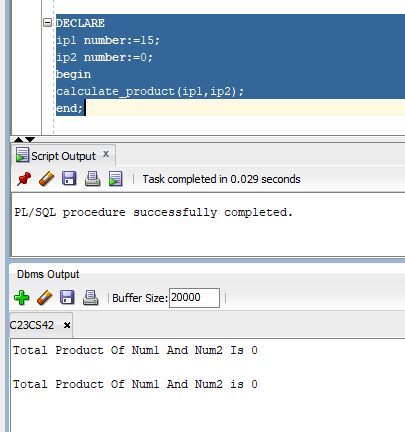 DECLARE
ip1 number:=15;
ip2 number:=0;
begin
calculate_product(ip1,ip2);
end;
Script Output x
Task completed in 0.029 seconds
PL/SQL procedure successfully completed.
Dbms Output
Buffer Size: 20000
C23CS42 x
Total Product Of Num1 And Num2 Is 0
Total Product Of Num1 And Num2 is 0